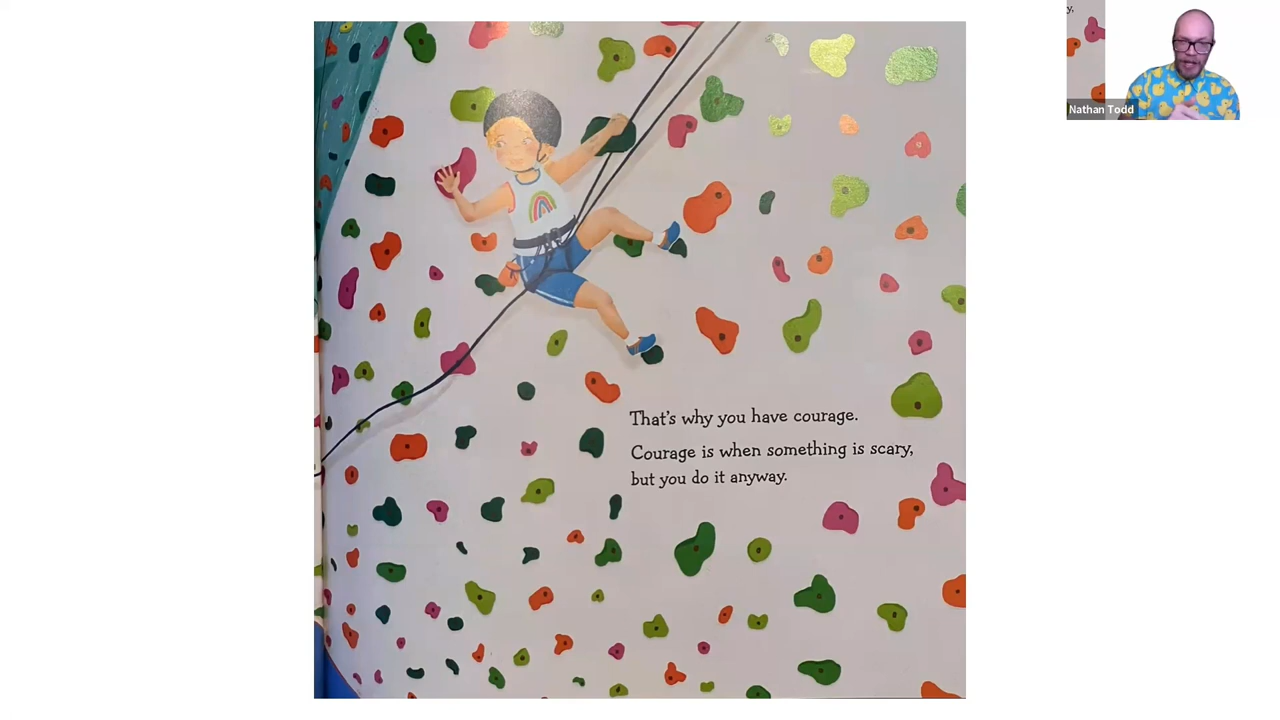 y,
Nathan Todd
That's why you have courage.
Courage is when something is scary,
but you do it anyway.